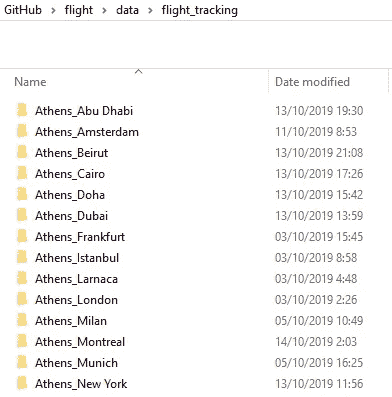 GitHub > flight > data > flight_tracking
Name Date modified
Athens_Abu Dhabi 13/10/2019 19:30
Athens_Amsterdam 11/10/2019 8:53
Athens_Beirut 13/10/2019 21:08
Athens_Cairo 13/10/2019 17:26
Athens_Doha 13/10/2019 15:42
Athens_Dubai 13/10/2019 13:59
Athens_Frankfurt 03/10/2019 15:45
Athens_Istanbul 03/10/2019 8:58
Athens_Larnaca 03/10/2019 4:48
Athens_London 03/10/2019 2:26
Athens_Milan 05/10/2019 10:49
Athens_Montreal 14/10/2019 2:03
Athens_Munich 05/10/2019 16:25
Athens_New York 13/10/2019 11:56